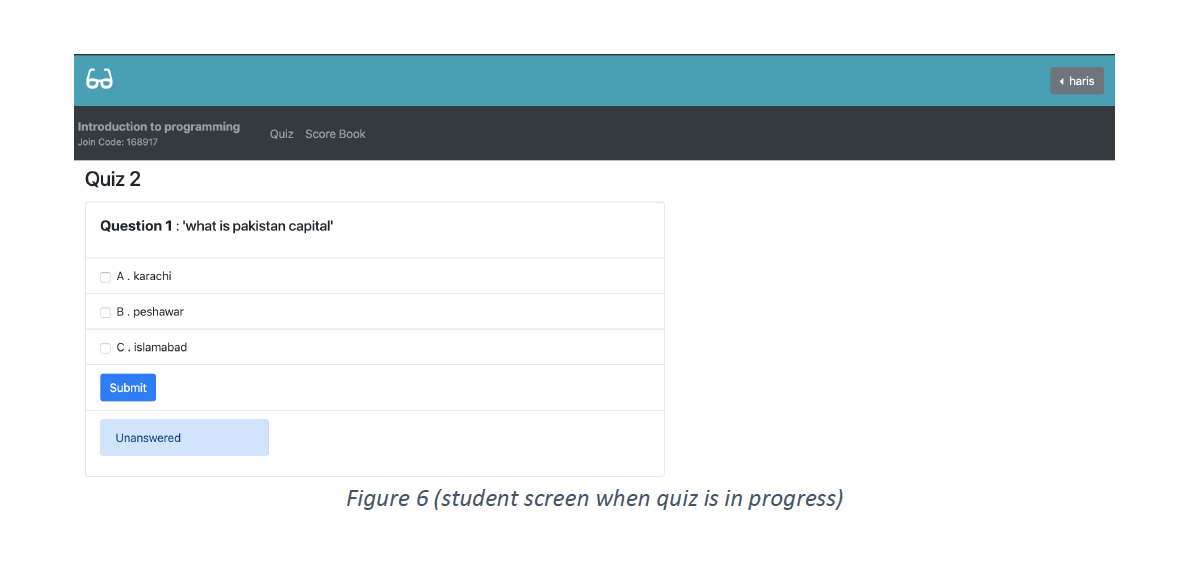 haris
Introduction to programming
Join Code: 168917
Quiz Score Book
Quiz 2
Question 1 : 'what is pakistan capital'
A . karachi
B . peshawar
C . islamabad
Submit
Unanswered
Figure 6 (student screen when quiz is in progress)